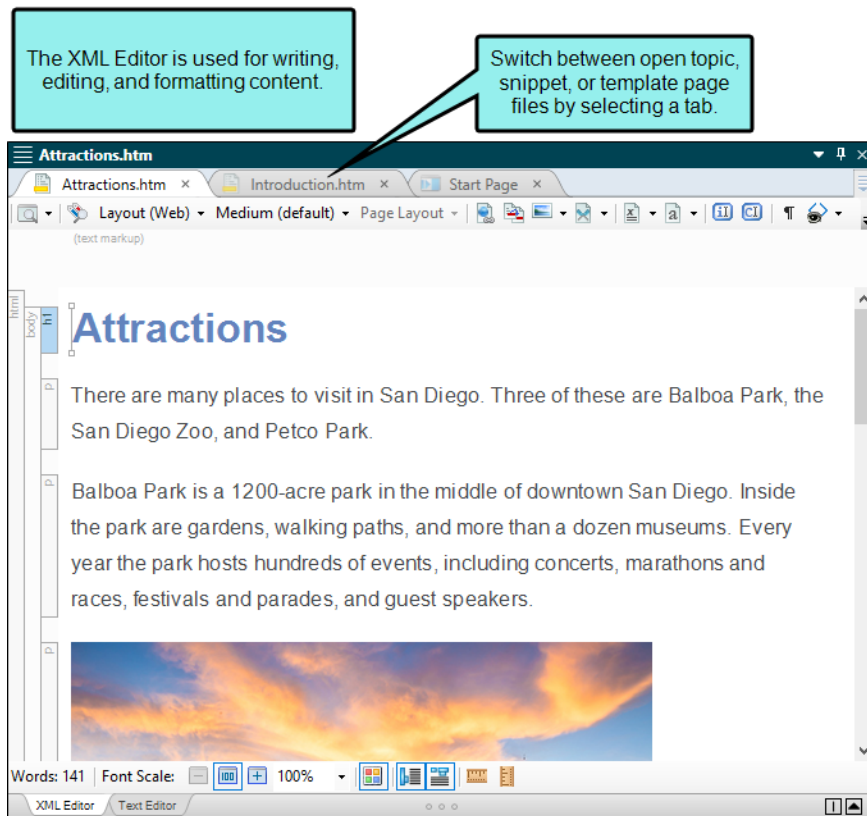 The XML Editor is used for writing,
editing, and formatting content.
Switch between open topic,
snippet, or template page
files by selecting a tab.
Attractions.htm
Attractions.htm × Introduction.htm × Start Page ×
Layout (Web) Medium (default) Page Layout
(text markup)
html
body
h1
Attractions
p
There are many places to visit in San Diego. Three of these are Balboa Park, the
San Diego Zoo, and Petco Park.
p
Balboa Park is a 1200-acre park in the middle of downtown San Diego. Inside
the park are gardens, walking paths, and more than a dozen museums. Every
year the park hosts hundreds of events, including concerts, marathons and
races, festivals and parades, and guest speakers.
p
Words: 141 Font Scale: 100 100%
XML Editor Text Editor